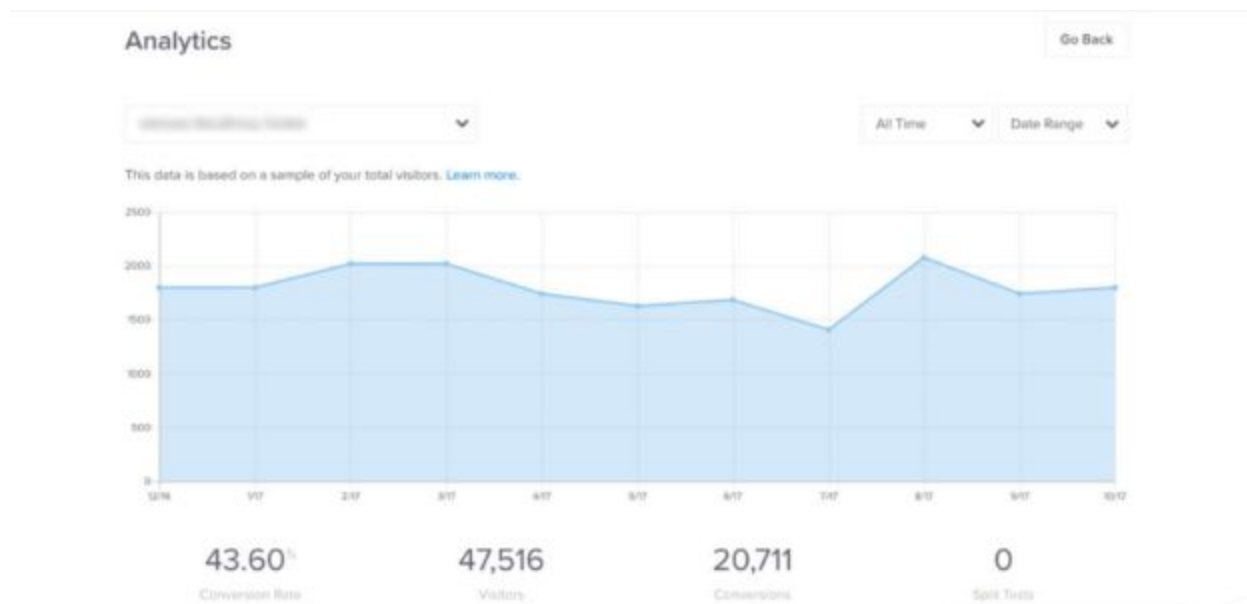 Analytics
Go Back
All Time
Date Range
This data is based on a sample of your total visitors. Learn more.
2500
2000
1500
1000
500
0
12/16 1/17 2/17 3/17 4/17 5/17 6/17 7/17 8/17 9/17 10/17
43.60% 47,516 20,711 0
Conversion Rate Visitors Conversions Split Tests